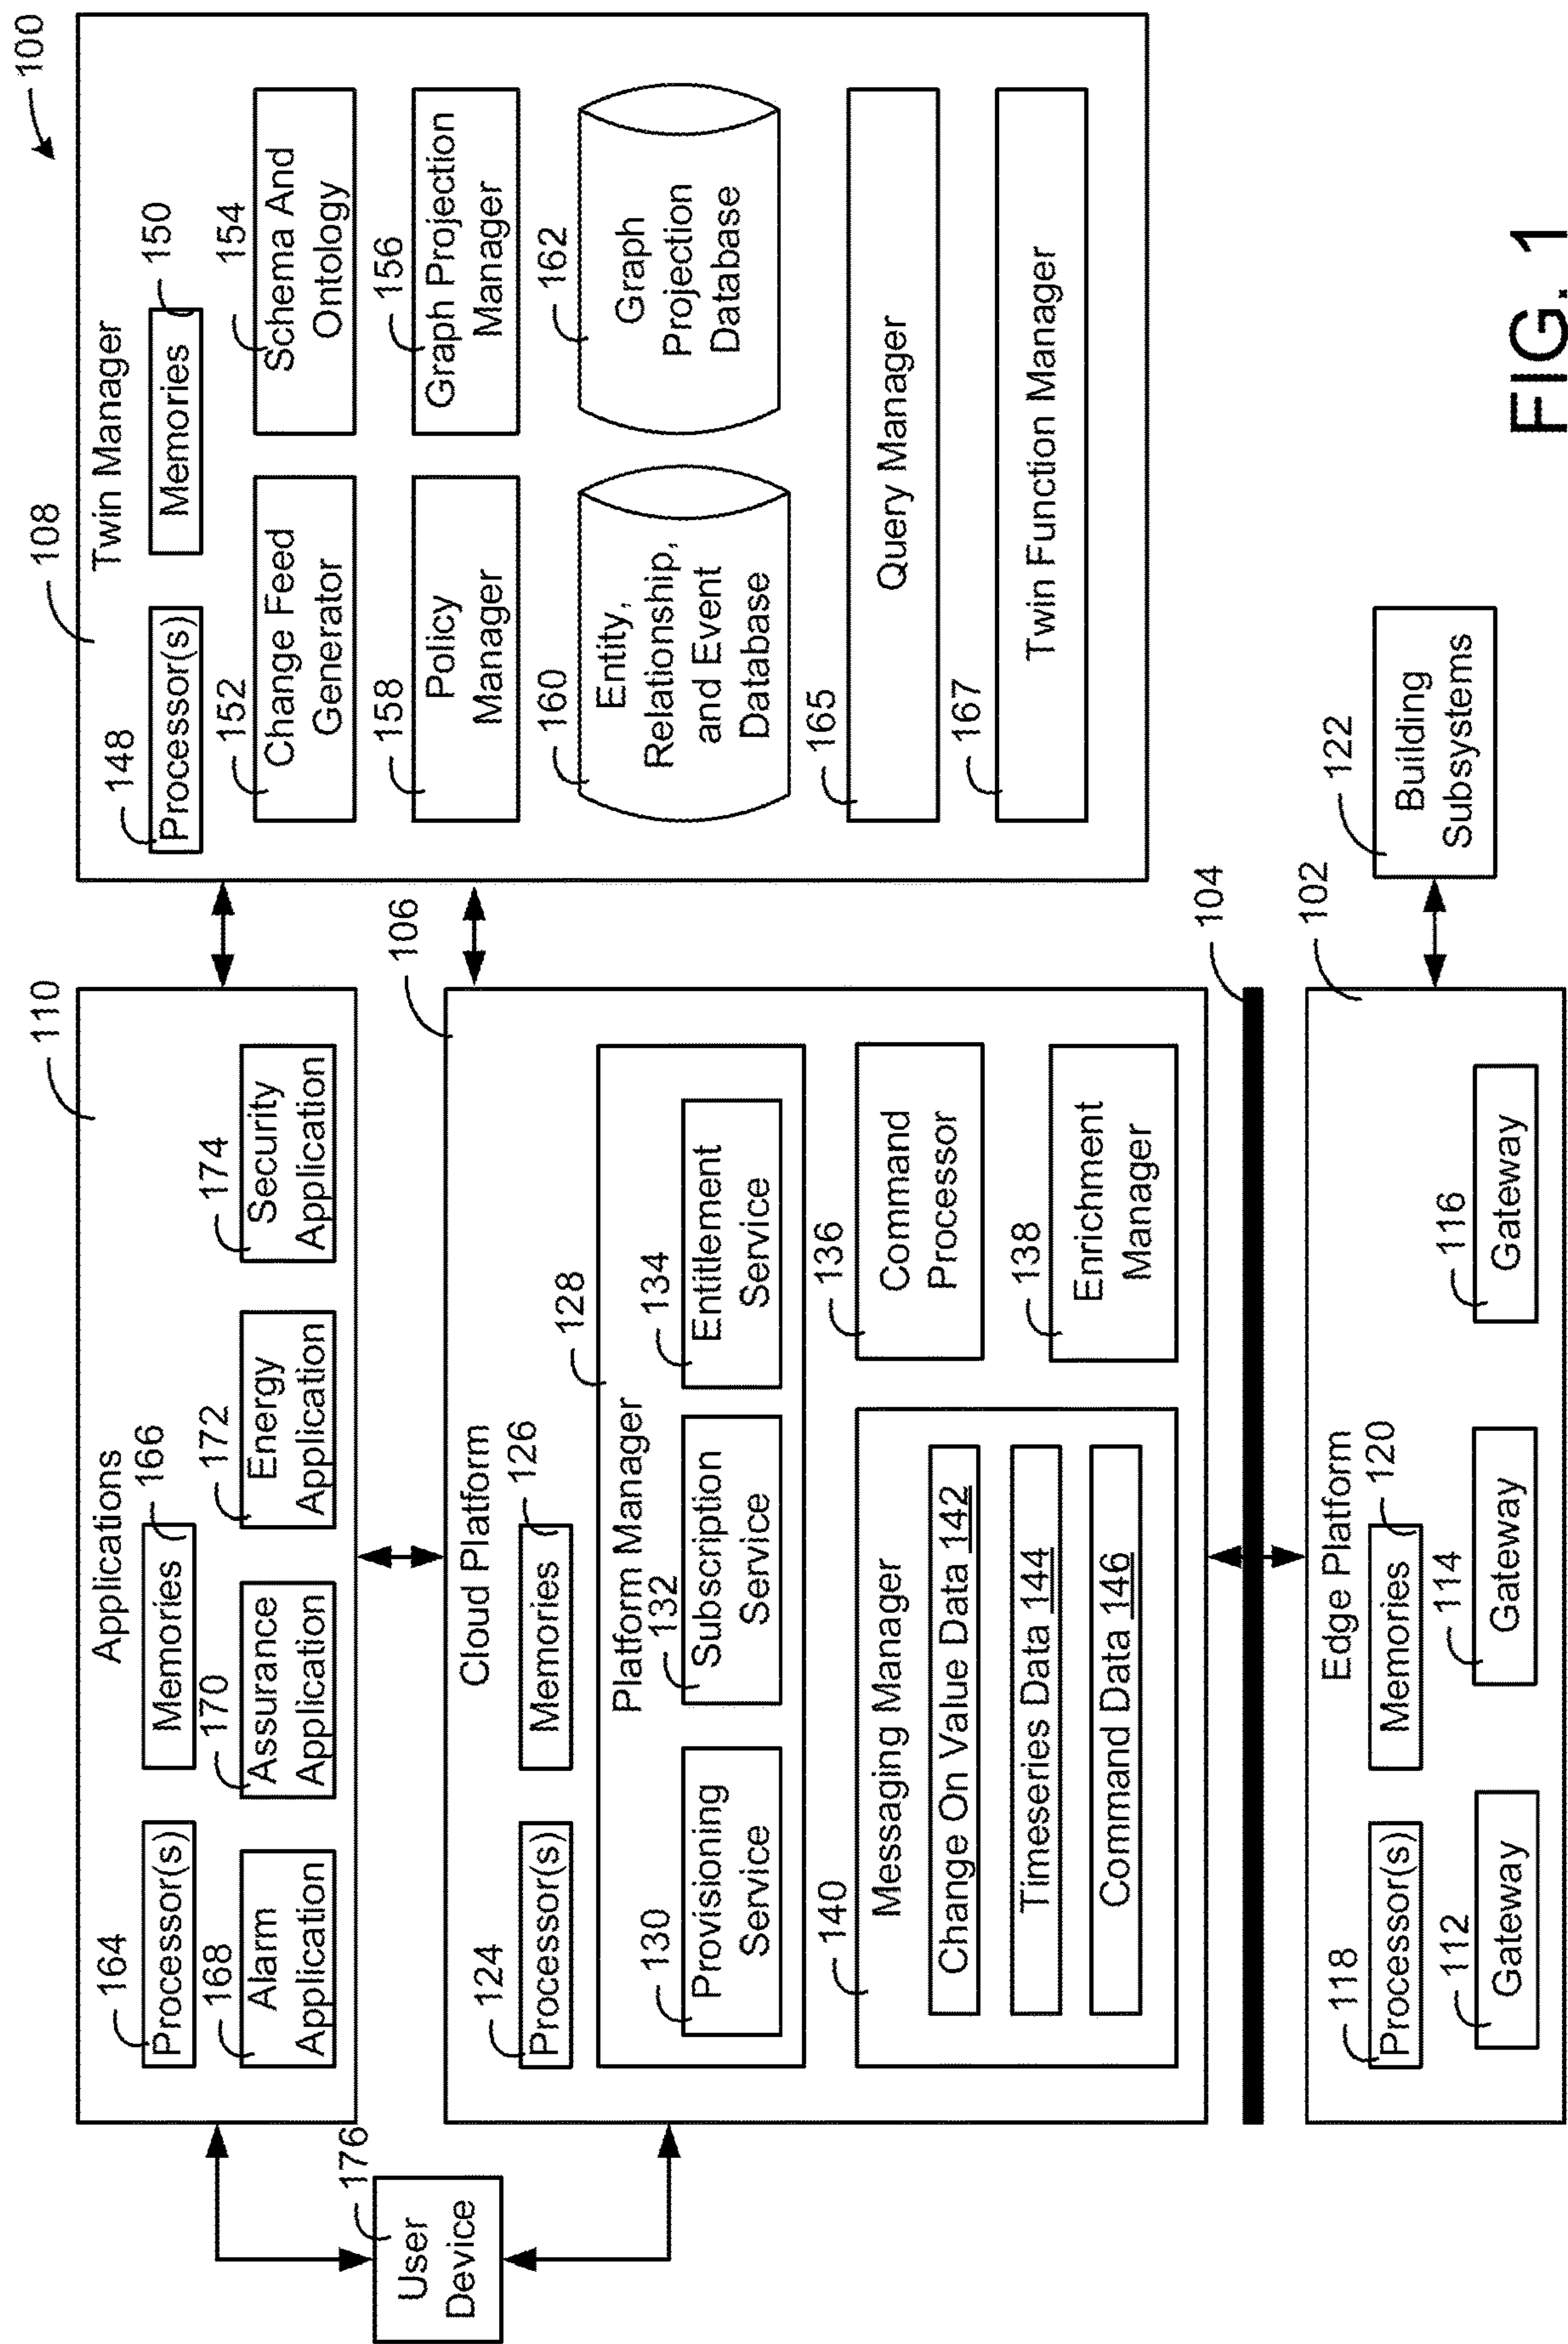 100
110
Applications
164
Processor(s)
Memories
166
168
Alarm
Application
170
Assurance
Application
172
Energy
Application
174
Security
Application
176
User
Device
106
Cloud Platform
124
Processor(s)
Memories
126
128
Platform Manager
130
Provisioning
Service
132
Subscription
Service
134
Entitlement
Service
140
Messaging Manager
Change On Value Data 142
Timeseries Data 144
Command Data 146
136
Command
Processor
138
Enrichment
Manager
104
102
Edge Platform
118
Processor(s)
Memories
120
112
Gateway
114
Gateway
116
Gateway
108
Twin Manager
148
Processor(s)
Memories
150
152
Change Feed
Generator
154
Schema And
Ontology
158
Policy
Manager
156
Graph Projection
Manager
160
Entity,
Relationship,
and Event
Database
162
Graph
Projection
Database
165
Query Manager
167
Twin Function Manager
122
Building
Subsystems
FIG. 1